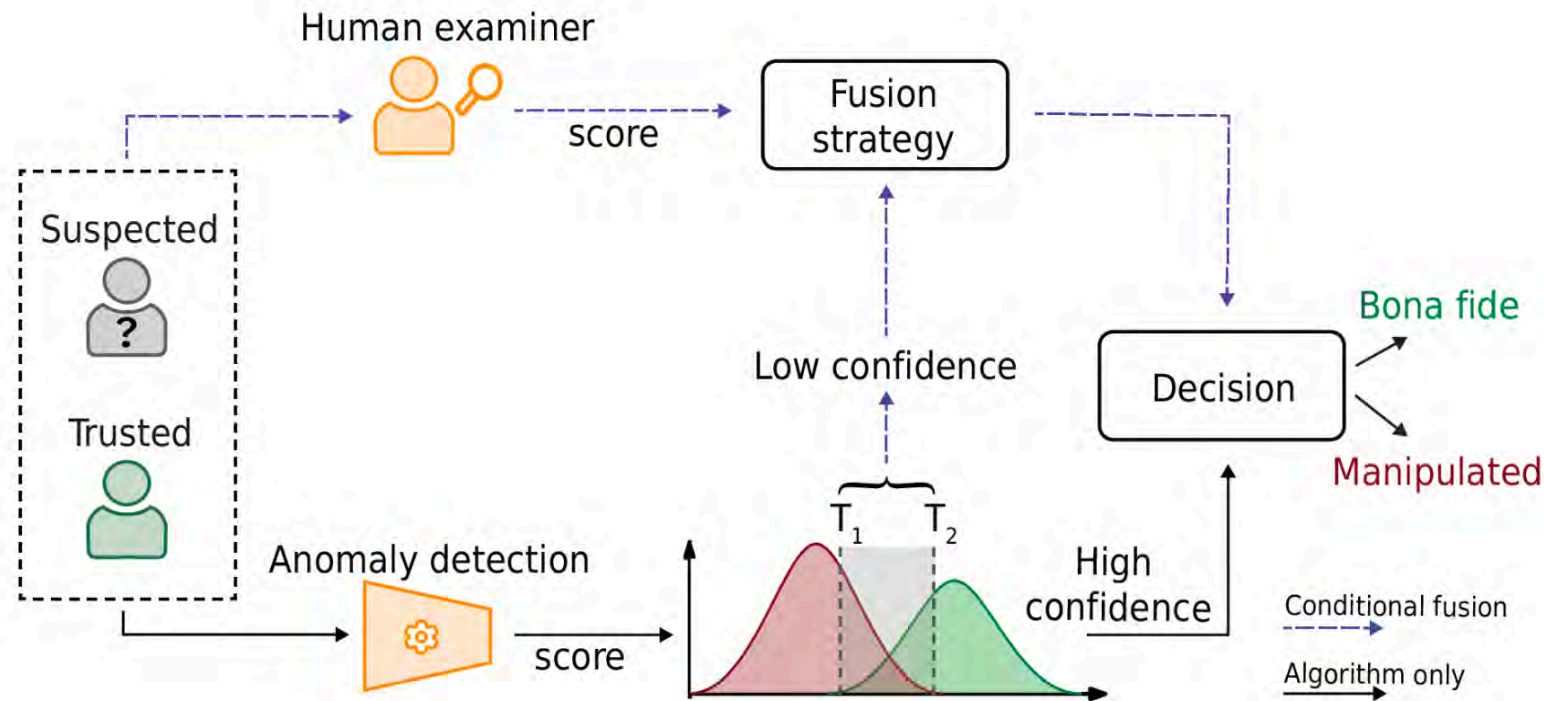 Human examiner
score
Fusion
strategy
Suspected
?
Trusted
Low confidence
Bona fide
Decision
Manipulated
T1
T2
Anomaly detection
score
High
confidence
Conditional fusion
Algorithm only